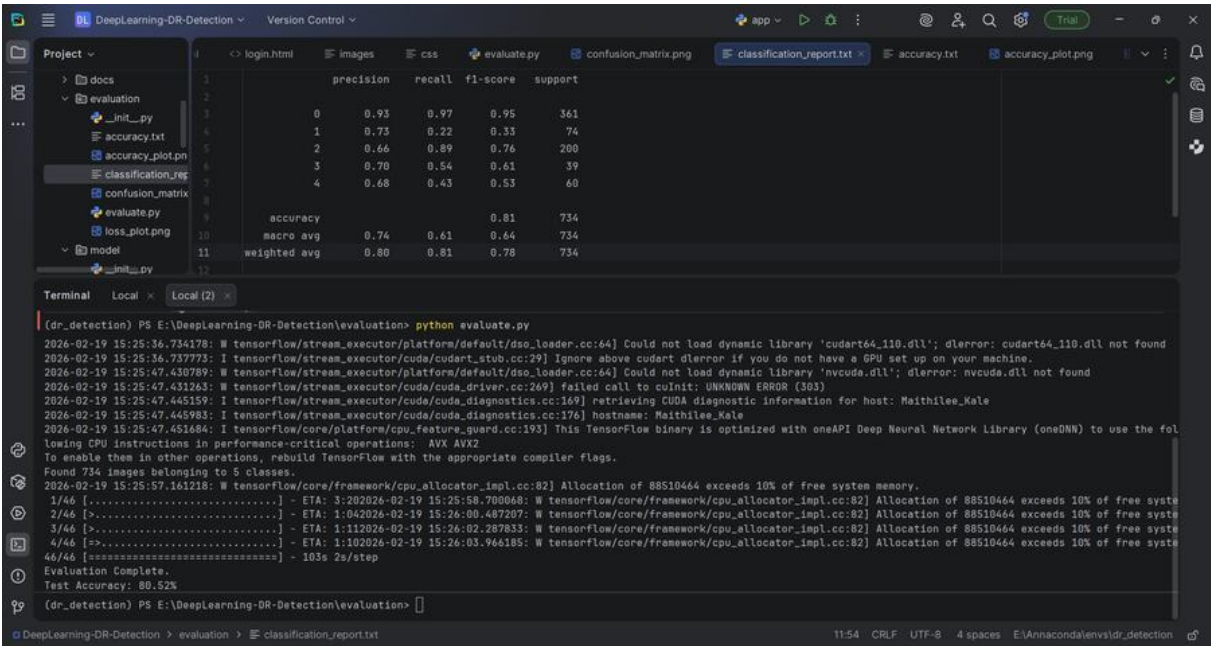 DL DeepLearning-DR-Detection Version Control app Trial
Project
login.html images css evaluate.py confusion_matrix.png classification_report.txt accuracy.txt accuracy_plot.png
docs
evaluation
__init__.py
accuracy.txt
accuracy_plot.pn
classification_rep
confusion_matrix
evaluate.py
loss_plot.png
model
__init__.py
1 precision recall f1-score support
2
3 0 0.93 0.97 0.95 361
4 1 0.73 0.22 0.33 74
5 2 0.66 0.89 0.76 200
6 3 0.70 0.54 0.61 39
7 4 0.68 0.43 0.53 60
8
9 accuracy 0.81 734
10 macro avg 0.74 0.61 0.64 734
11 weighted avg 0.80 0.81 0.78 734
12
Terminal Local Local (2)
(dr_detection) PS E:\DeepLearning-DR-Detection\evaluation> python evaluate.py
2026-02-19 15:25:36.734178: W tensorflow/stream_executor/platform/default/dso_loader.cc:64] Could not load dynamic library 'cudart64_110.dll'; dlerror: cudart64_110.dll not found
2026-02-19 15:25:36.737773: I tensorflow/stream_executor/cuda/cudart_stub.cc:29] Ignore above cudart dlerror if you do not have a GPU set up on your machine.
2026-02-19 15:25:47.430789: W tensorflow/stream_executor/platform/default/dso_loader.cc:64] Could not load dynamic library 'nvcuda.dll'; dlerror: nvcuda.dll not found
2026-02-19 15:25:47.431263: W tensorflow/stream_executor/cuda/cuda_driver.cc:269] failed call to cuInit: UNKNOWN ERROR (303)
2026-02-19 15:25:47.445159: I tensorflow/stream_executor/cuda/cuda_diagnostics.cc:169] retrieving CUDA diagnostic information for host: Maithilee_Kale
2026-02-19 15:25:47.445983: I tensorflow/stream_executor/cuda/cuda_diagnostics.cc:176] hostname: Maithilee_Kale
2026-02-19 15:25:47.451684: I tensorflow/core/platform/cpu_feature_guard.cc:193] This TensorFlow binary is optimized with oneAPI Deep Neural Network Library (oneDNN) to use the fol
lowing CPU instructions in performance-critical operations: AVX AVX2
To enable them in other operations, rebuild TensorFlow with the appropriate compiler flags.
Found 734 images belonging to 5 classes.
2026-02-19 15:25:57.161218: W tensorflow/core/framework/cpu_allocator_impl.cc:82] Allocation of 88510464 exceeds 10% of free system memory.
1/46 [..............................] - ETA: 3:202026-02-19 15:25:58.700068: W tensorflow/core/framework/cpu_allocator_impl.cc:82] Allocation of 88510464 exceeds 10% of free syste
2/46 [>.............................] - ETA: 1:042026-02-19 15:26:00.487207: W tensorflow/core/framework/cpu_allocator_impl.cc:82] Allocation of 88510464 exceeds 10% of free syste
3/46 [>.............................] - ETA: 1:112026-02-19 15:26:02.287833: W tensorflow/core/framework/cpu_allocator_impl.cc:82] Allocation of 88510464 exceeds 10% of free syste
4/46 [=>............................] - ETA: 1:102026-02-19 15:26:03.966185: W tensorflow/core/framework/cpu_allocator_impl.cc:82] Allocation of 88510464 exceeds 10% of free syste
46/46 [==============================] - 103s 2s/step
Evaluation Complete.
Test Accuracy: 80.52%
(dr_detection) PS E:\DeepLearning-DR-Detection\evaluation>
DeepLearning-DR-Detection > evaluation > classification_report.txt 11:54 CRLF UTF-8 4 spaces E:\Annaconda\envs\dr_detection